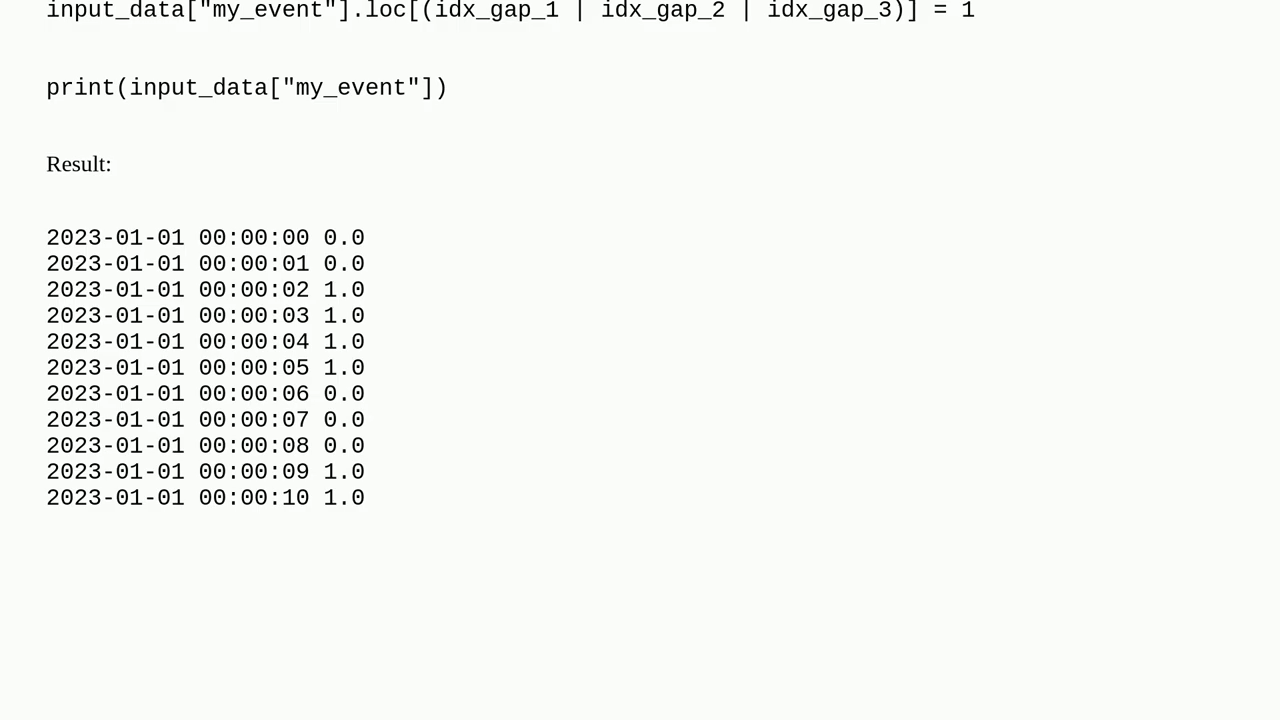 input_data["my_event"].loc[(idx_gap_1 | idx_gap_2 | idx_gap_3)] = 1
print(input_data["my_event"])
Result:
2023-01-01 00:00:00 0.0
2023-01-01 00:00:01 0.0
2023-01-01 00:00:02 1.0
2023-01-01 00:00:03 1.0
2023-01-01 00:00:04 1.0
2023-01-01 00:00:05 1.0
2023-01-01 00:00:06 0.0
2023-01-01 00:00:07 0.0
2023-01-01 00:00:08 0.0
2023-01-01 00:00:09 1.0
2023-01-01 00:00:10 1.0